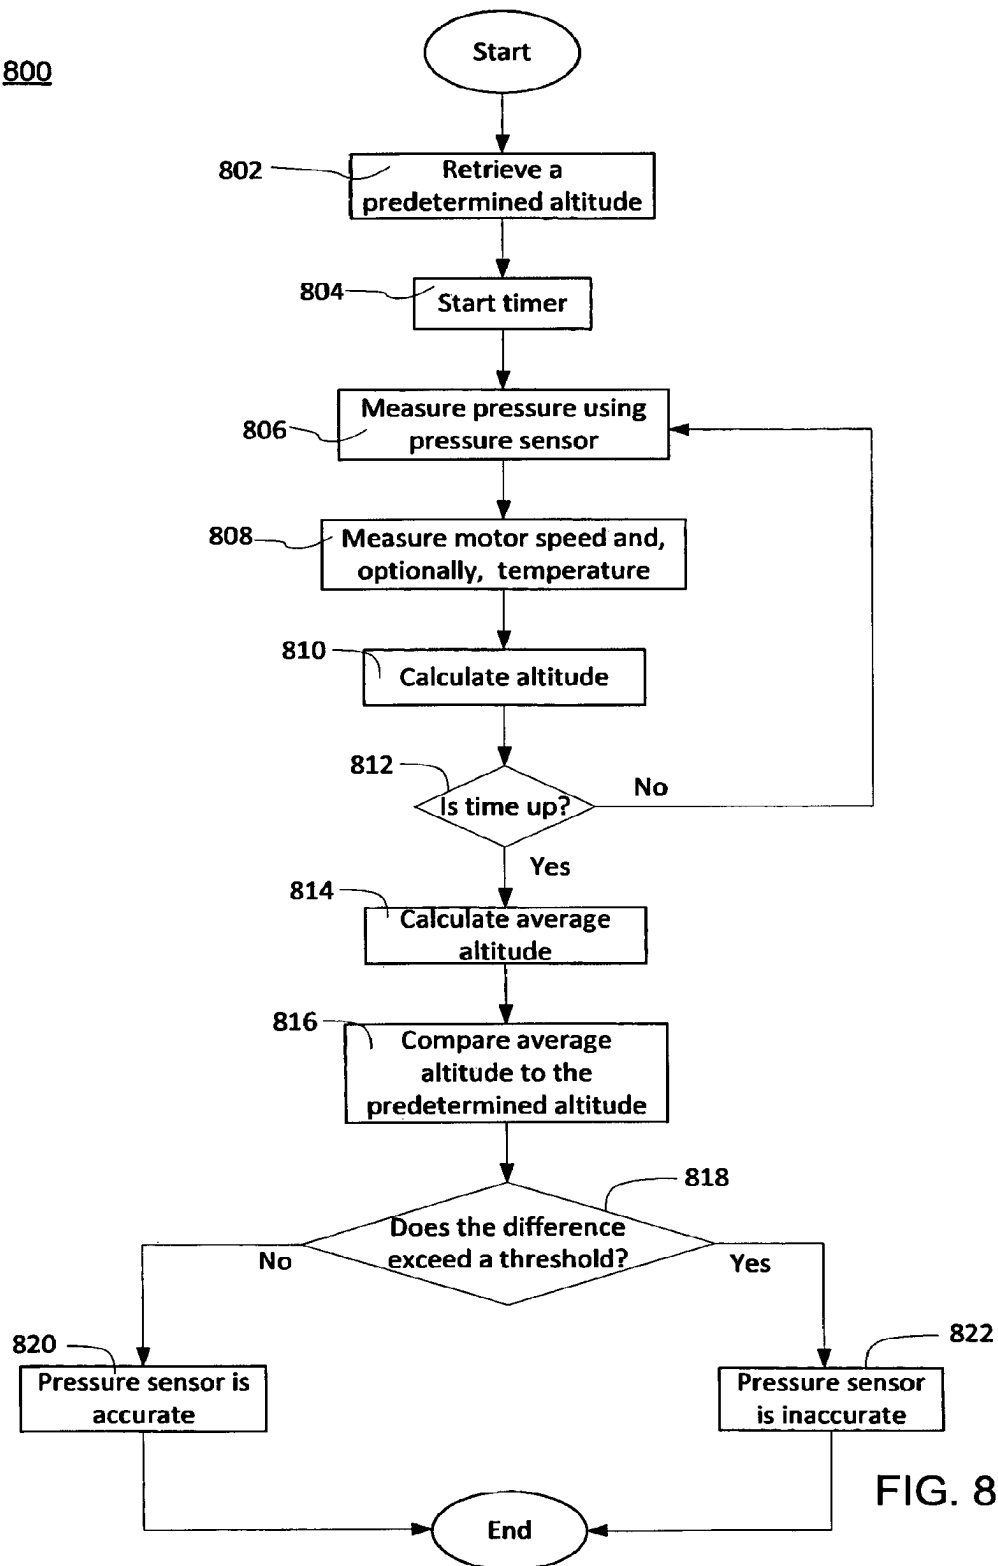 800
Start
802
Retrieve a
predetermined altitude
804
Start timer
806
Measure pressure using
pressure sensor
808
Measure motor speed and,
optionally, temperature
810
Calculate altitude
812
Is time up?
No
Yes
814
Calculate average
altitude
816
Compare average
altitude to the
predetermined altitude
818
Does the difference
exceed a threshold?
No
Yes
820
Pressure sensor is
accurate
822
Pressure sensor
is inaccurate
End
FIG. 8